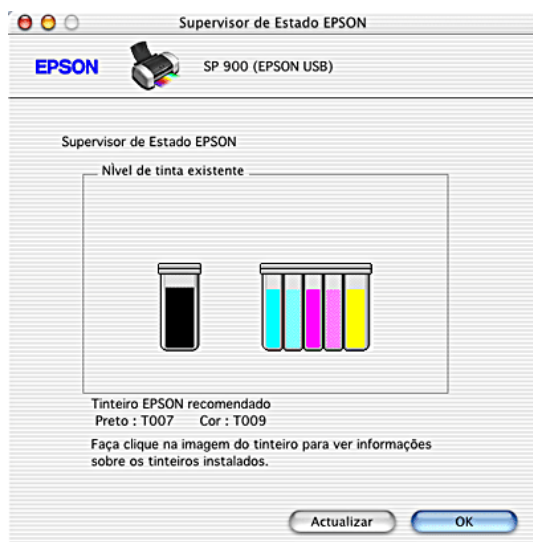 Supervisor de Estado EPSON
EPSON
SP 900 (EPSON USB)
Supervisor de Estado EPSON
NÌvel de tinta existente
Tinteiro EPSON recomendado
Preto : T007 Cor : T009
Faça clique na imagem do tinteiro para ver informações
sobre os tinteiros instalados.
Actualizar
OK